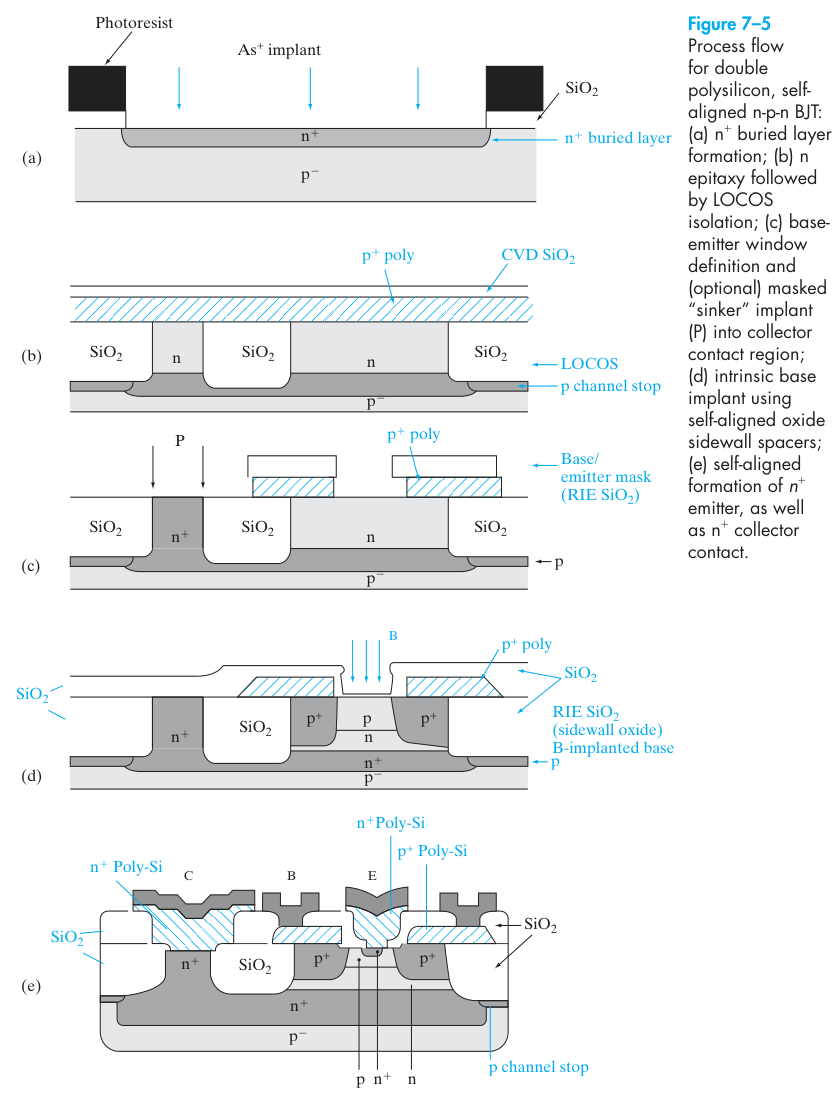 Photoresist
As⁺ implant
SiO₂
n⁺
n⁺ buried layer
p⁻
(a)
p⁺ poly
CVD SiO₂
SiO₂
n
SiO₂
n
SiO₂
LOCOS
p channel stop
p⁻
(b)
P
p⁺ poly
Base/
emitter mask
(RIE SiO₂)
SiO₂
n⁺
SiO₂
n
SiO₂
p
p⁻
(c)
B
p⁺ poly
SiO₂
SiO₂
p⁺
p
p⁺
n⁺
SiO₂
n
RIE SiO₂
(sidewall oxide)
B-implanted base
n⁺
p
p⁻
(d)
n⁺Poly-Si
p⁺ Poly-Si
n⁺ Poly-Si
C
B
E
SiO₂
SiO₂
n⁺
SiO₂
p⁺
p⁺
n⁺
p⁻
(e)
p channel stop
p
n⁺
n
Figure 7–5
Process flow
for double
polysilicon, self-
aligned n-p-n BJT:
(a) n⁺ buried layer
formation; (b) n
epitaxy followed
by LOCOS
isolation; (c) base-
emitter window
definition and
(optional) masked
“sinker” implant
(P) into collector
contact region;
(d) intrinsic base
implant using
self-aligned oxide
sidewall spacers;
(e) self-aligned
formation of n⁺
emitter, as well
as n⁺ collector
contact.